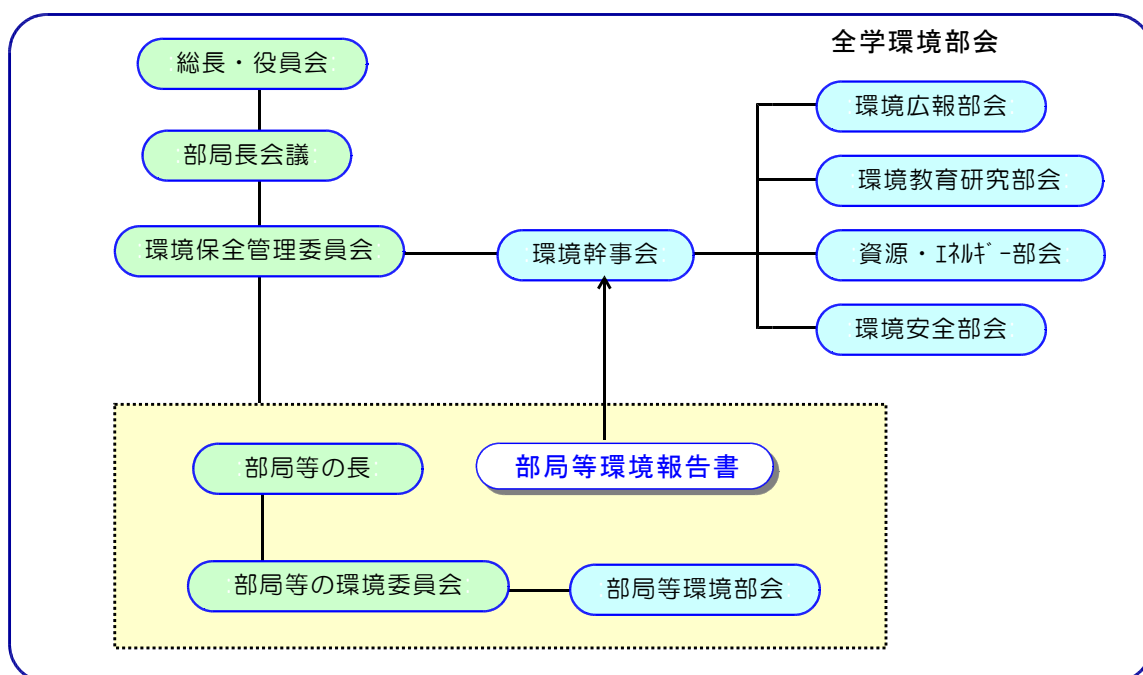 全学環境部会
総長・役員会
部局長会議
環境保全管理委員会
環境幹事会
環境広報部会
環境教育研究部会
資源・ｴﾈﾙｷﾞｰ部会
環境安全部会
部局等の長
部局等環境報告書
部局等の環境委員会
部局等環境部会